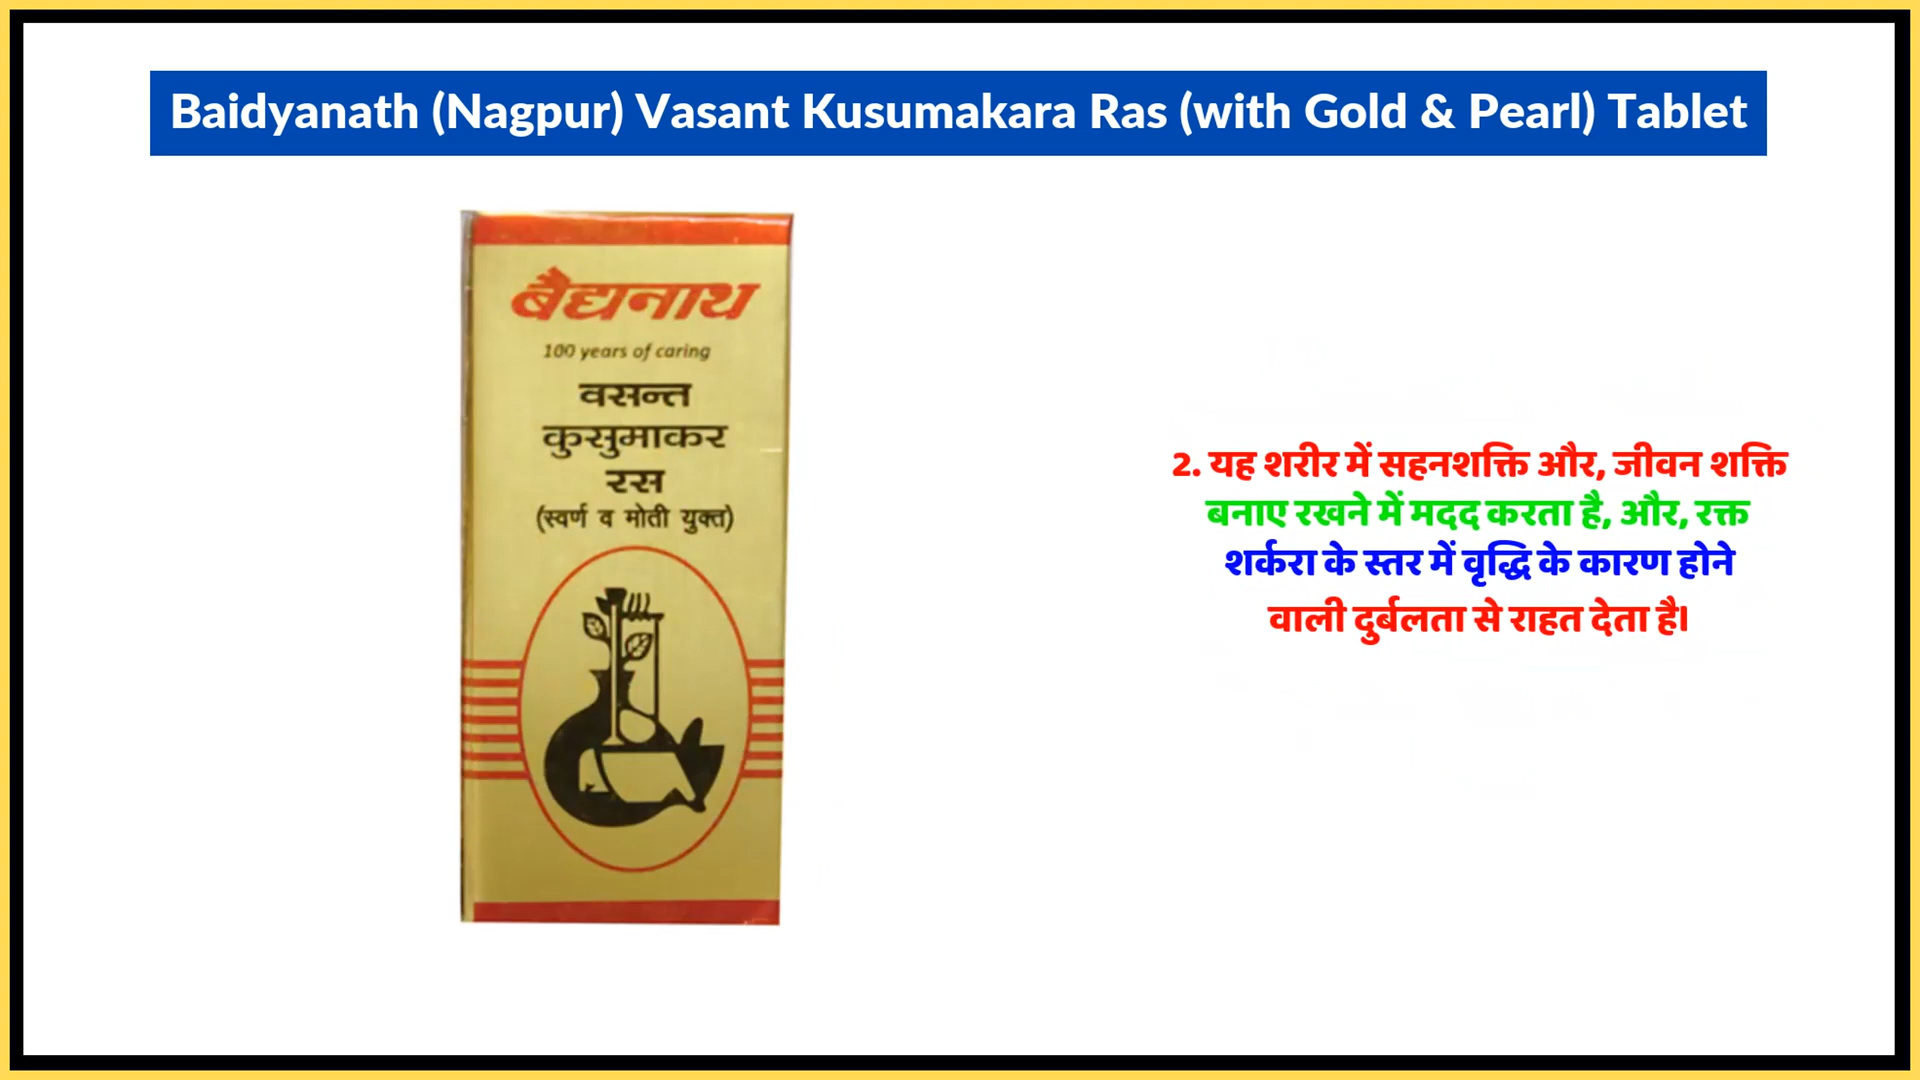 Baidyanath (Nagpur) Vasant Kusumakara Ras (with Gold & Pearl) Tablet
बैद्यनाथ
100 years of caring
वसन्त
कुसुमाकर
रस
(स्वर्ण व मोती युक्त)
2. यह शरीर में सहनशक्ति और, जीवन शक्ति
बनाए रखने में मदद करता है, और, रक्त
शर्करा के स्तर में वृद्धि के कारण होने
वाली दुर्बलता से राहत देता है।